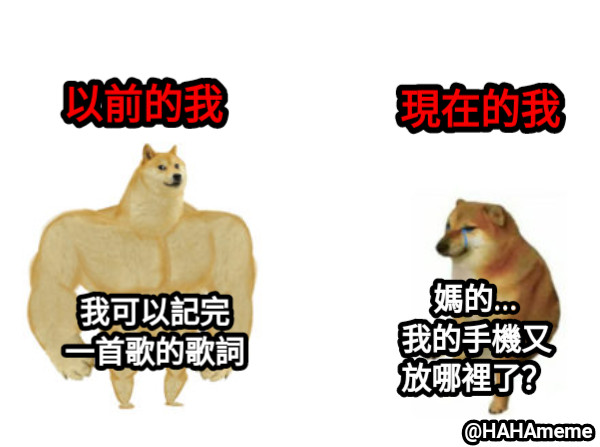 以前的我
現在的我
我可以記完
一首歌的歌詞
媽的...
我的手機又
放哪裡了?
@HAHAmeme